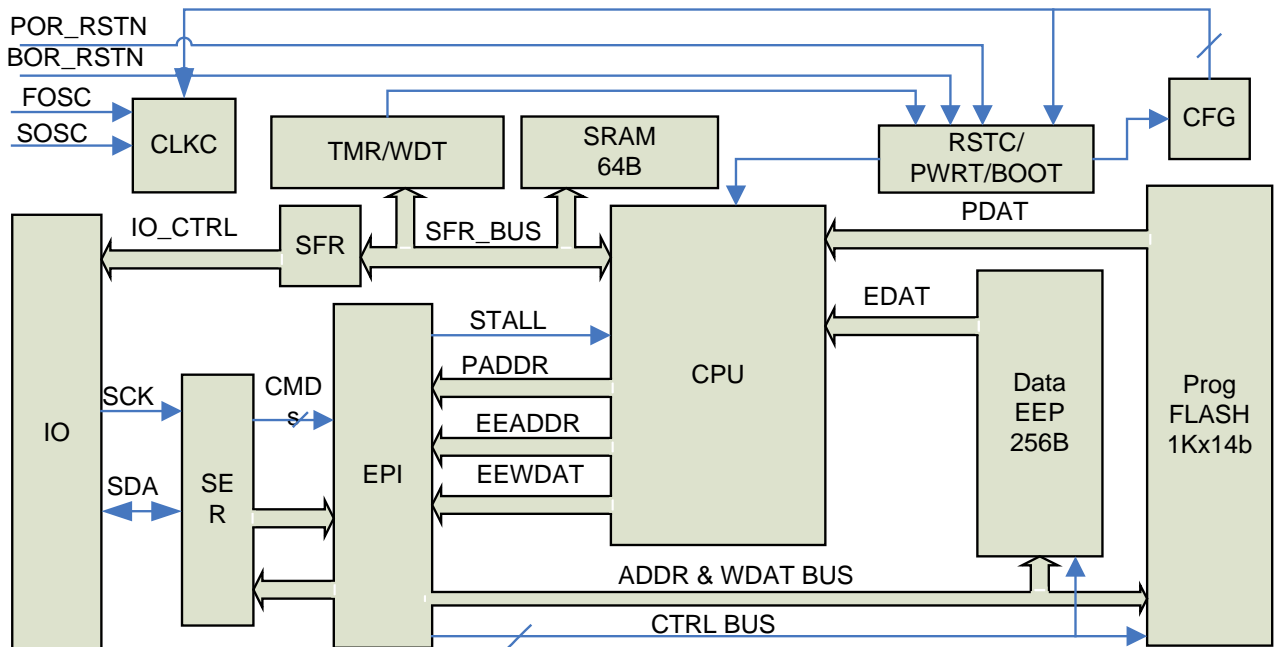 POR_RSTN
BOR_RSTN
FOSC
SOSC
CLKC
TMR/WDT
SRAM
64B
RSTC/
PWRT/BOOT
CFG
IO_CTRL
SFR
SFR_BUS
PDAT
EDAT
STALL
PADDR
CPU
EEADDR
EEWDAT
Data
EEP
256B
Prog
FLASH
1Kx14b
IO
SCK
CMD
s
SDA
SE
R
EPI
ADDR & WDAT BUS
CTRL BUS